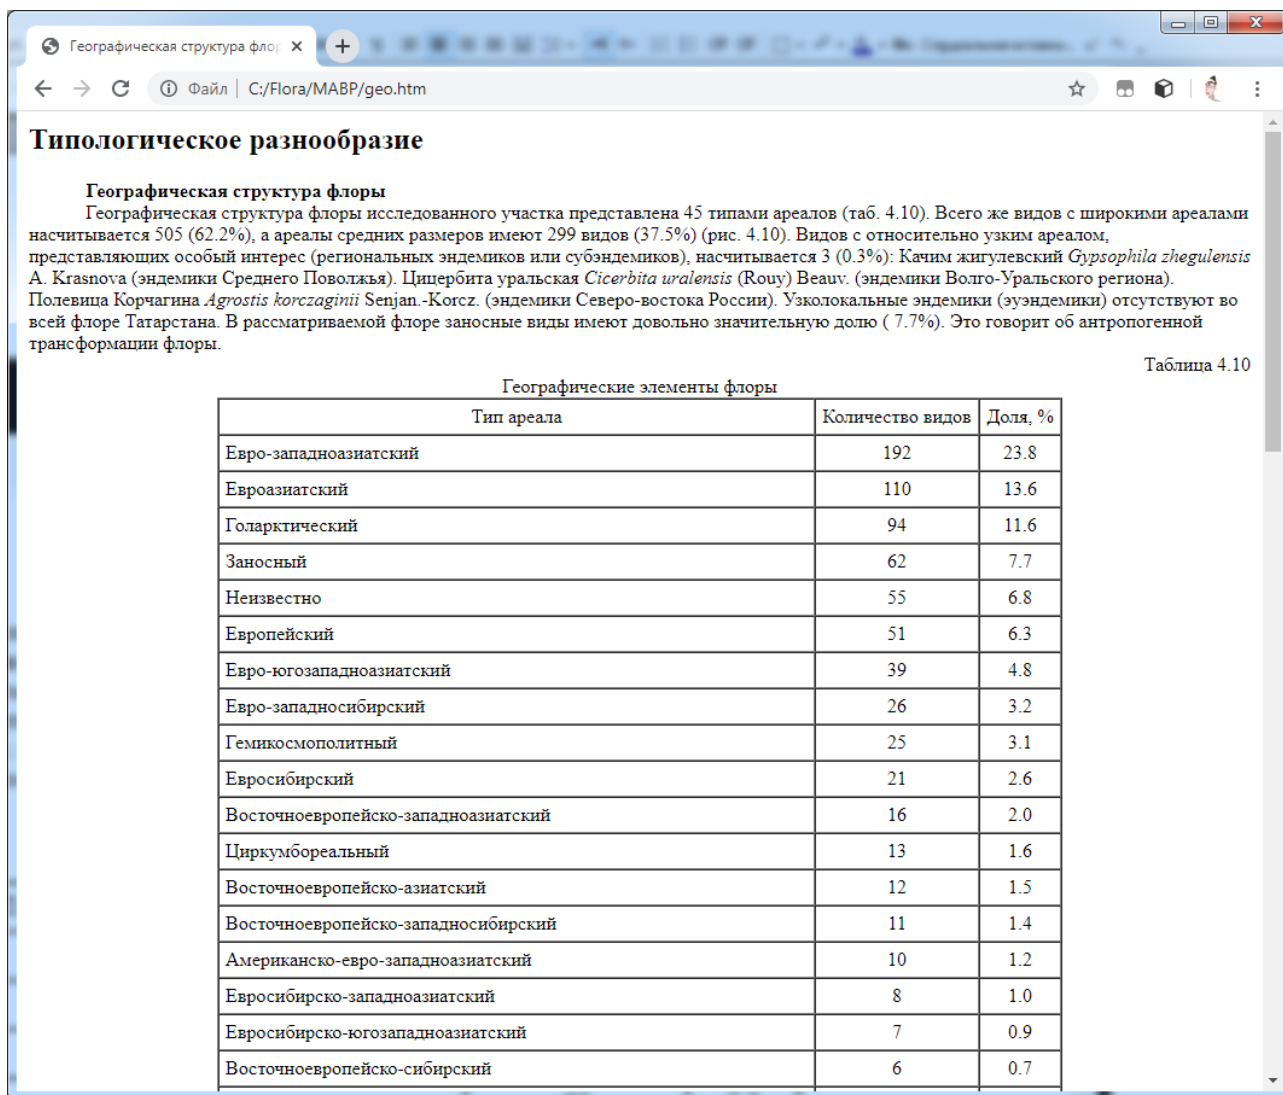 Географическая структура флор
Файл | C:/Flora/MABP/geo.htm
Типологическое разнообразие
Географическая структура флоры
Географическая структура флоры исследованного участка представлена 45 типами ареалов (таб. 4.10). Всего же видов с широкими ареалами
насчитывается 505 (62.2%), а ареалы средних размеров имеют 299 видов (37.5%) (рис. 4.10). Видов с относительно узким ареалом,
представляющих особый интерес (региональных эндемиков или субэндемиков), насчитывается 3 (0.3%): Качим жигулевский Gypsophila zhegulensis
A. Krasnova (эндемики Среднего Поволжья). Цицербита уральская Cicerbita uralensis (Rouy) Beauv. (эндемики Волго-Уральского региона).
Полевица Корчагина Agrostis korczaginii Senjan.-Korcz. (эндемики Северо-востока России). Узколокальные эндемики (эуэндемики) отсутствуют во
всей флоре Татарстана. В рассматриваемой флоре заносные виды имеют довольно значительную долю ( 7.7%). Это говорит об антропогенной
трансформации флоры.
Таблица 4.10
Географические элементы флоры
Тип ареала Количество видов Доля, %
Евро-западноазиатский 192 23.8
Евроазиатский 110 13.6
Голарктический 94 11.6
Заносный 62 7.7
Неизвестно 55 6.8
Европейский 51 6.3
Евро-югозападноазиатский 39 4.8
Евро-западносибирский 26 3.2
Гемикосмополитный 25 3.1
Евросибирский 21 2.6
Восточноевропейско-западноазиатский 16 2.0
Циркумбореальный 13 1.6
Восточноевропейско-азиатский 12 1.5
Восточноевропейско-западносибирский 11 1.4
Американско-евро-западноазиатский 10 1.2
Евросибирско-западноазиатский 8 1.0
Евросибирско-югозападноазиатский 7 0.9
Восточноевропейско-сибирский 6 0.7